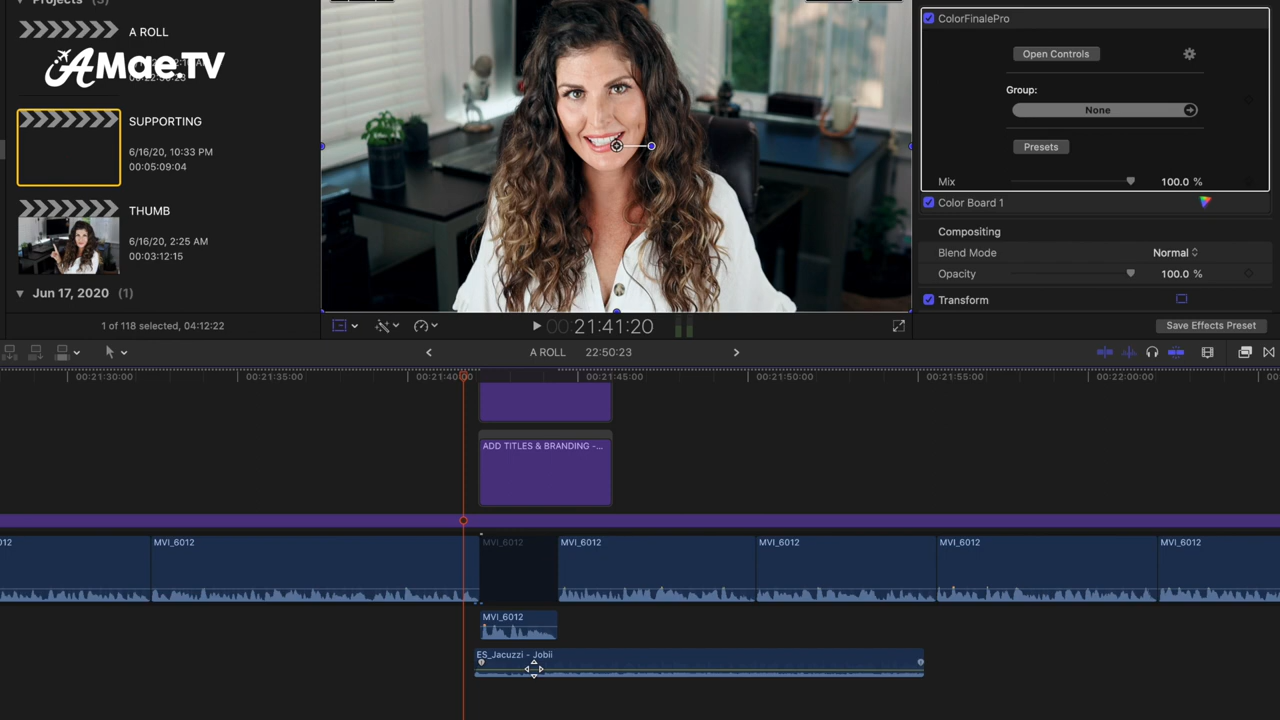 Projects (3)
A ROLL
AMae.TV
SUPPORTING
6/16/20, 10:33 PM
00:05:09:04
THUMB
6/16/20, 2:25 AM
00:03:12:15
Jun 17, 2020 (1)
1 of 118 selected, 04:12:22
00:21:41:20
ColorFinalePro
Open Controls
Group:
None
Presets
Mix 100.0 %
Color Board 1
Compositing
Blend Mode Normal
Opacity 100.0 %
Transform
Save Effects Preset
A ROLL 22:50:23
00:21:30:00 00:21:35:00 00:21:40:00 00:21:45:00 00:21:50:00 00:21:55:00 00:22:00:00
ADD TITLES & BRANDING -...
012 MVI_6012 MVI_6012 MVI_6012 MVI_6012 MVI_6012 MVI_6012
MVI_6012
ES_Jacuzzi - Jobii